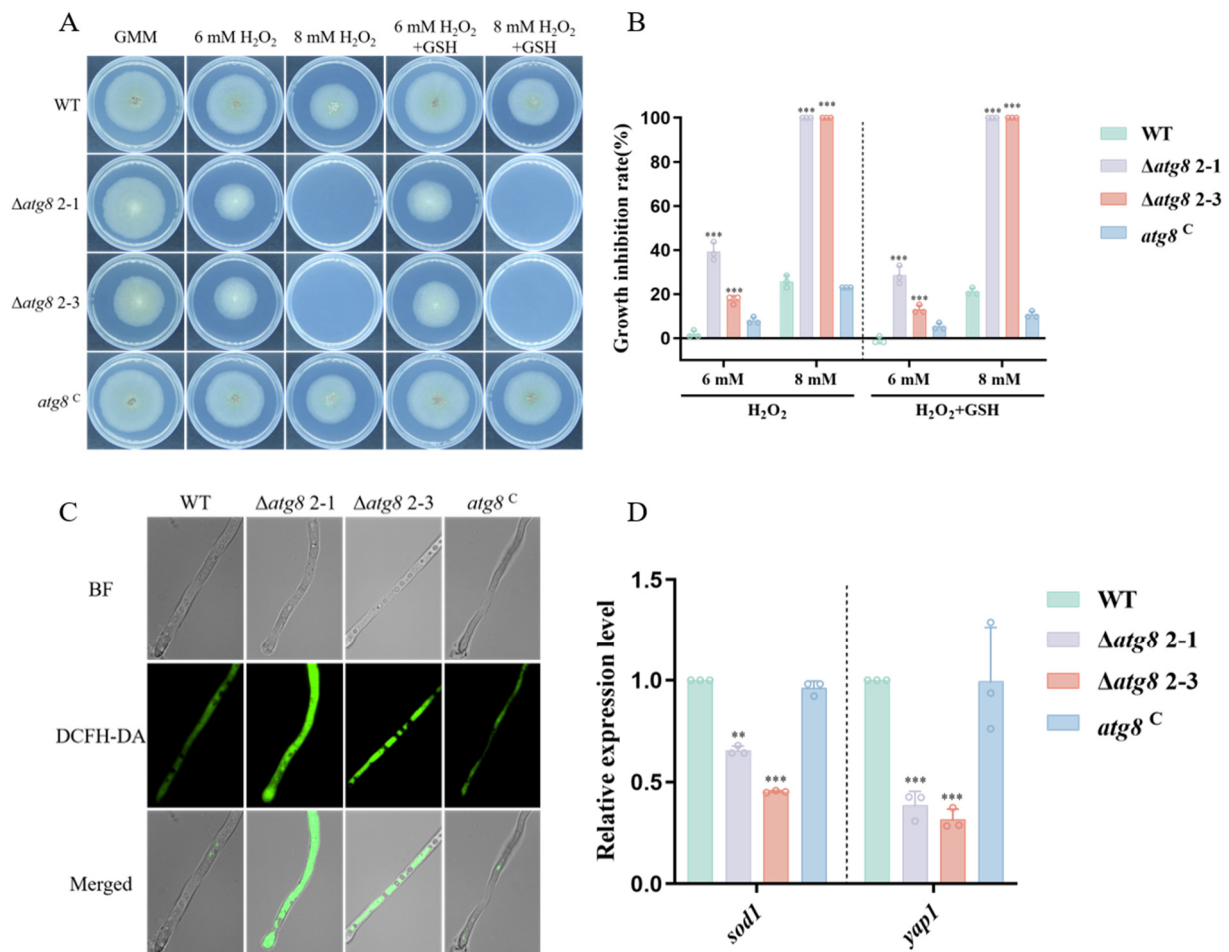 A
GMM
6 mM H₂O₂
8 mM H₂O₂
6 mM H₂O₂
+GSH
8 mM H₂O₂
+GSH
WT
Δatg8 2-1
Δatg8 2-3
atg8 ᶜ
B
Growth inhibition rate(%)
100
80
60
40
20
0
***
***
***
***
***
***
***
***
6 mM
8 mM
6 mM
8 mM
H₂O₂
H₂O₂+GSH
WT
Δatg8 2-1
Δatg8 2-3
atg8 ᶜ
C
WT
Δatg8 2-1
Δatg8 2-3
atg8 ᶜ
BF
DCFH-DA
Merged
D
Relative expression level
1.5
1.0
0.5
0.0
**
***
***
***
sod1
yap1
WT
Δatg8 2-1
Δatg8 2-3
atg8 ᶜ